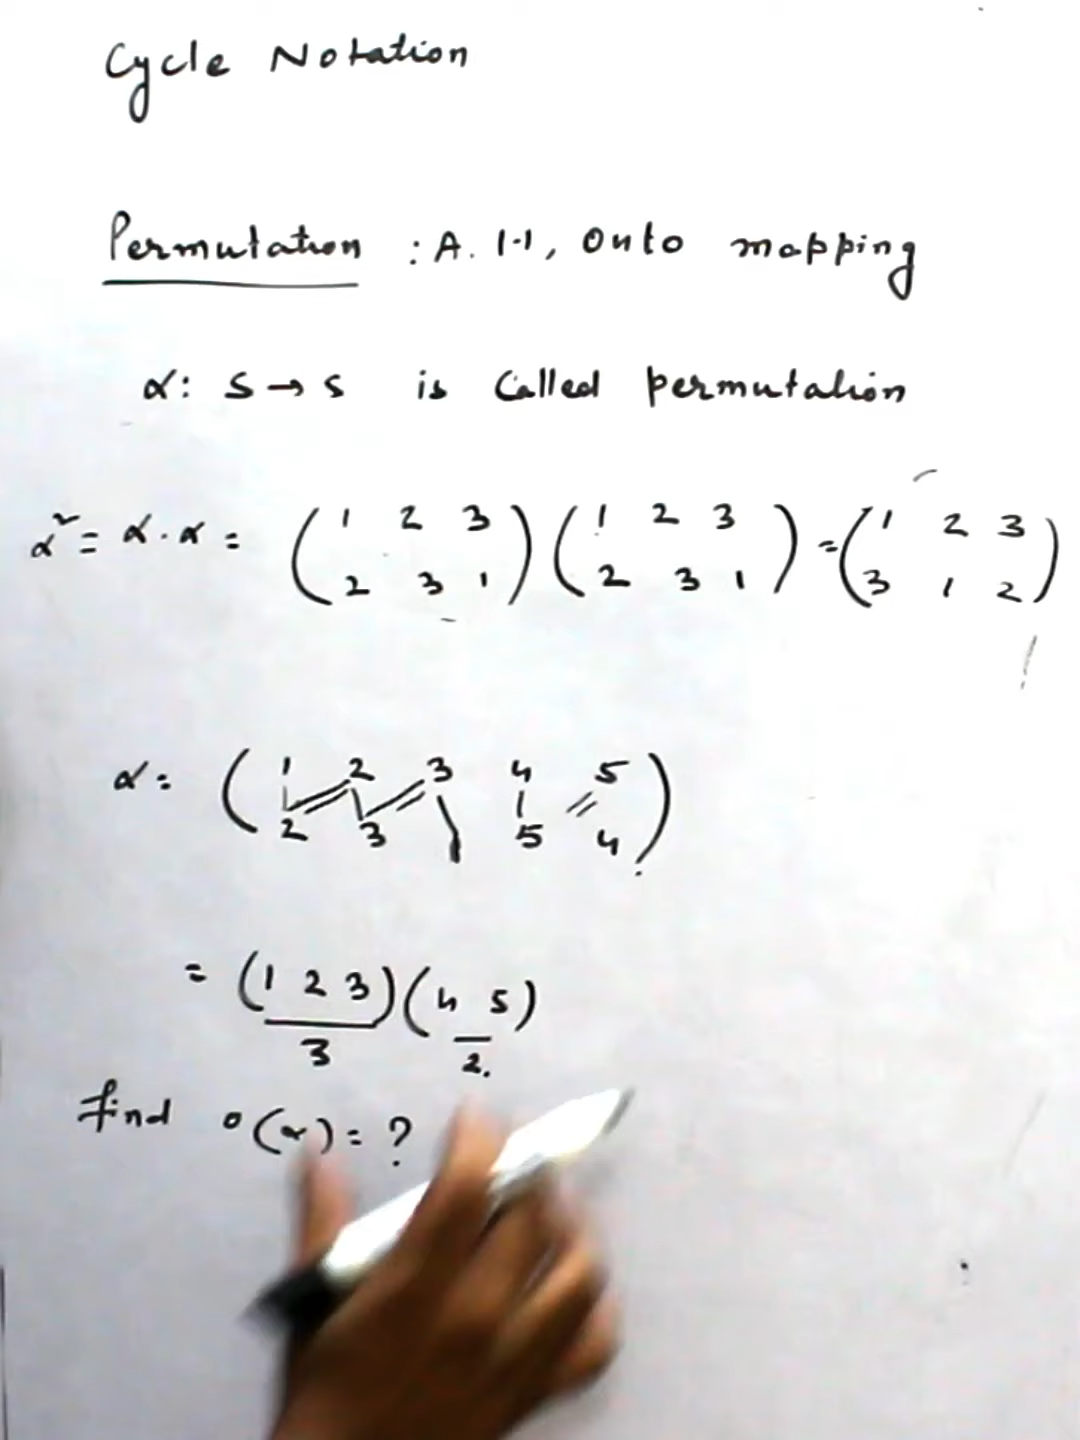 Cycle Notation
Permutation : A. 1-1, Onto mapping
α: S → S is Called permutation
α² = α.α = (1 2 3) (1 2 3) = (1 2 3)
(2 3 1) (2 3 1) (3 1 2)
α = (1 2 3 4 5)
(2 3 1 5 4)
= (1 2 3)(4 5)
3 2.
find o(α) = ?